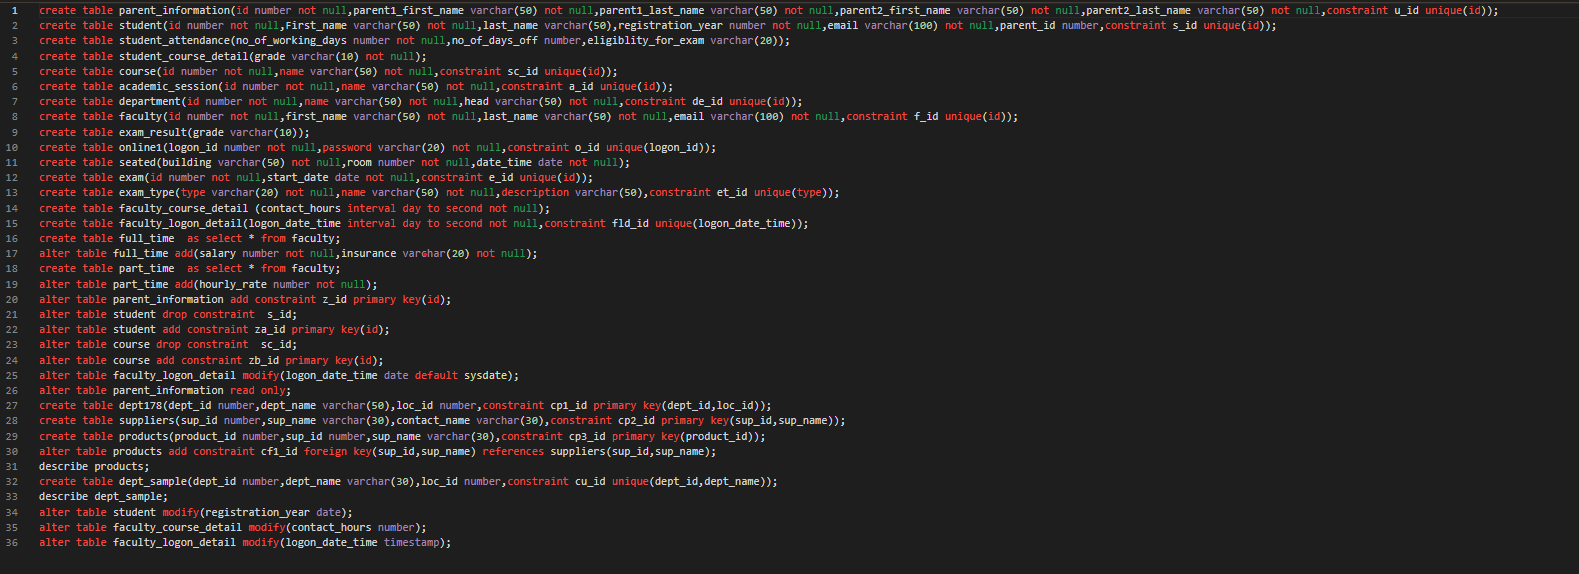 1 create table parent_information(id number not null,parent1_first_name varchar(50) not null,parent1_last_name varchar(50) not null,parent2_first_name varchar(50) not null,parent2_last_name varchar(50) not null,constraint u_id unique(id));
2 create table student(id number not null,First_name varchar(50) not null,last_name varchar(50),registration_year number not null,email varchar(100) not null,parent_id number,constraint s_id unique(id));
3 create table student_attendance(no_of_working_days number not null,no_of_days_off number,eligiblity_for_exam varchar(20));
4 create table student_course_detail(grade varchar(10) not null);
5 create table course(id number not null,name varchar(50) not null,constraint sc_id unique(id));
6 create table academic_session(id number not null,name varchar(50) not null,constraint a_id unique(id));
7 create table department(id number not null,name varchar(50) not null,head varchar(50) not null,constraint de_id unique(id));
8 create table faculty(id number not null,first_name varchar(50) not null,last_name varchar(50) not null,email varchar(100) not null,constraint f_id unique(id));
9 create table exam_result(grade varchar(10));
10 create table online1(logon_id number not null,password varchar(20) not null,constraint o_id unique(logon_id));
11 create table seated(building varchar(50) not null,room number not null,date_time date not null);
12 create table exam(id number not null,start_date date not null,constraint e_id unique(id));
13 create table exam_type(type varchar(20) not null,name varchar(50) not null,description varchar(50),constraint et_id unique(type));
14 create table faculty_course_detail (contact_hours interval day to second not null);
15 create table faculty_logon_detail(logon_date_time interval day to second not null,constraint fld_id unique(logon_date_time));
16 create table full_time  as select * from faculty;
17 alter table full_time add(salary number not null,insurance varchar(20) not null);
18 create table part_time  as select * from faculty;
19 alter table part_time add(hourly_rate number not null);
20 alter table parent_information add constraint z_id primary key(id);
21 alter table student drop constraint  s_id;
22 alter table student add constraint za_id primary key(id);
23 alter table course drop constraint  sc_id;
24 alter table course add constraint zb_id primary key(id);
25 alter table faculty_logon_detail modify(logon_date_time date default sysdate);
26 alter table parent_information read only;
27 create table dept178(dept_id number,dept_name varchar(50),loc_id number,constraint cp1_id primary key(dept_id,loc_id));
28 create table suppliers(sup_id number,sup_name varchar(30),contact_name varchar(30),constraint cp2_id primary key(sup_id,sup_name));
29 create table products(product_id number,sup_id number,sup_name varchar(30),constraint cp3_id primary key(product_id));
30 alter table products add constraint cf1_id foreign key(sup_id,sup_name) references suppliers(sup_id,sup_name);
31 describe products;
32 create table dept_sample(dept_id number,dept_name varchar(30),loc_id number,constraint cu_id unique(dept_id,dept_name));
33 describe dept_sample;
34 alter table student modify(registration_year date);
35 alter table faculty_course_detail modify(contact_hours number);
36 alter table faculty_logon_detail modify(logon_date_time timestamp);